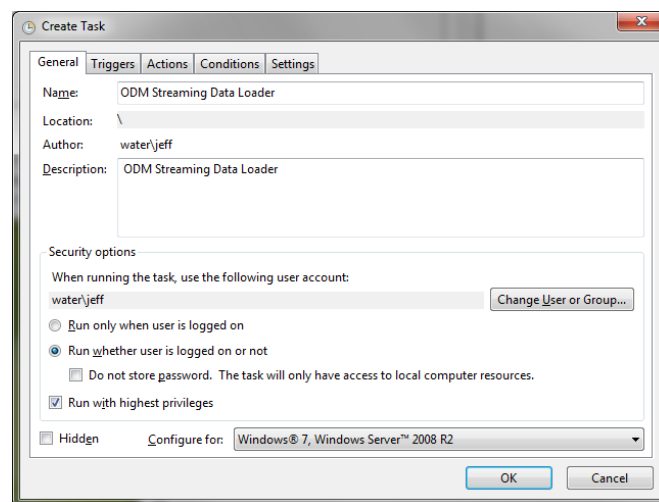 Create Task
General Triggers Actions Conditions Settings
Name: ODM Streaming Data Loader
Location: \
Author: water\jeff
Description: ODM Streaming Data Loader
Security options
When running the task, use the following user account:
water\jeff Change User or Group...
Run only when user is logged on
Run whether user is logged on or not
Do not store password. The task will only have access to local computer resources.
Run with highest privileges
Hidden Configure for: Windows® 7, Windows Server™ 2008 R2
OK Cancel